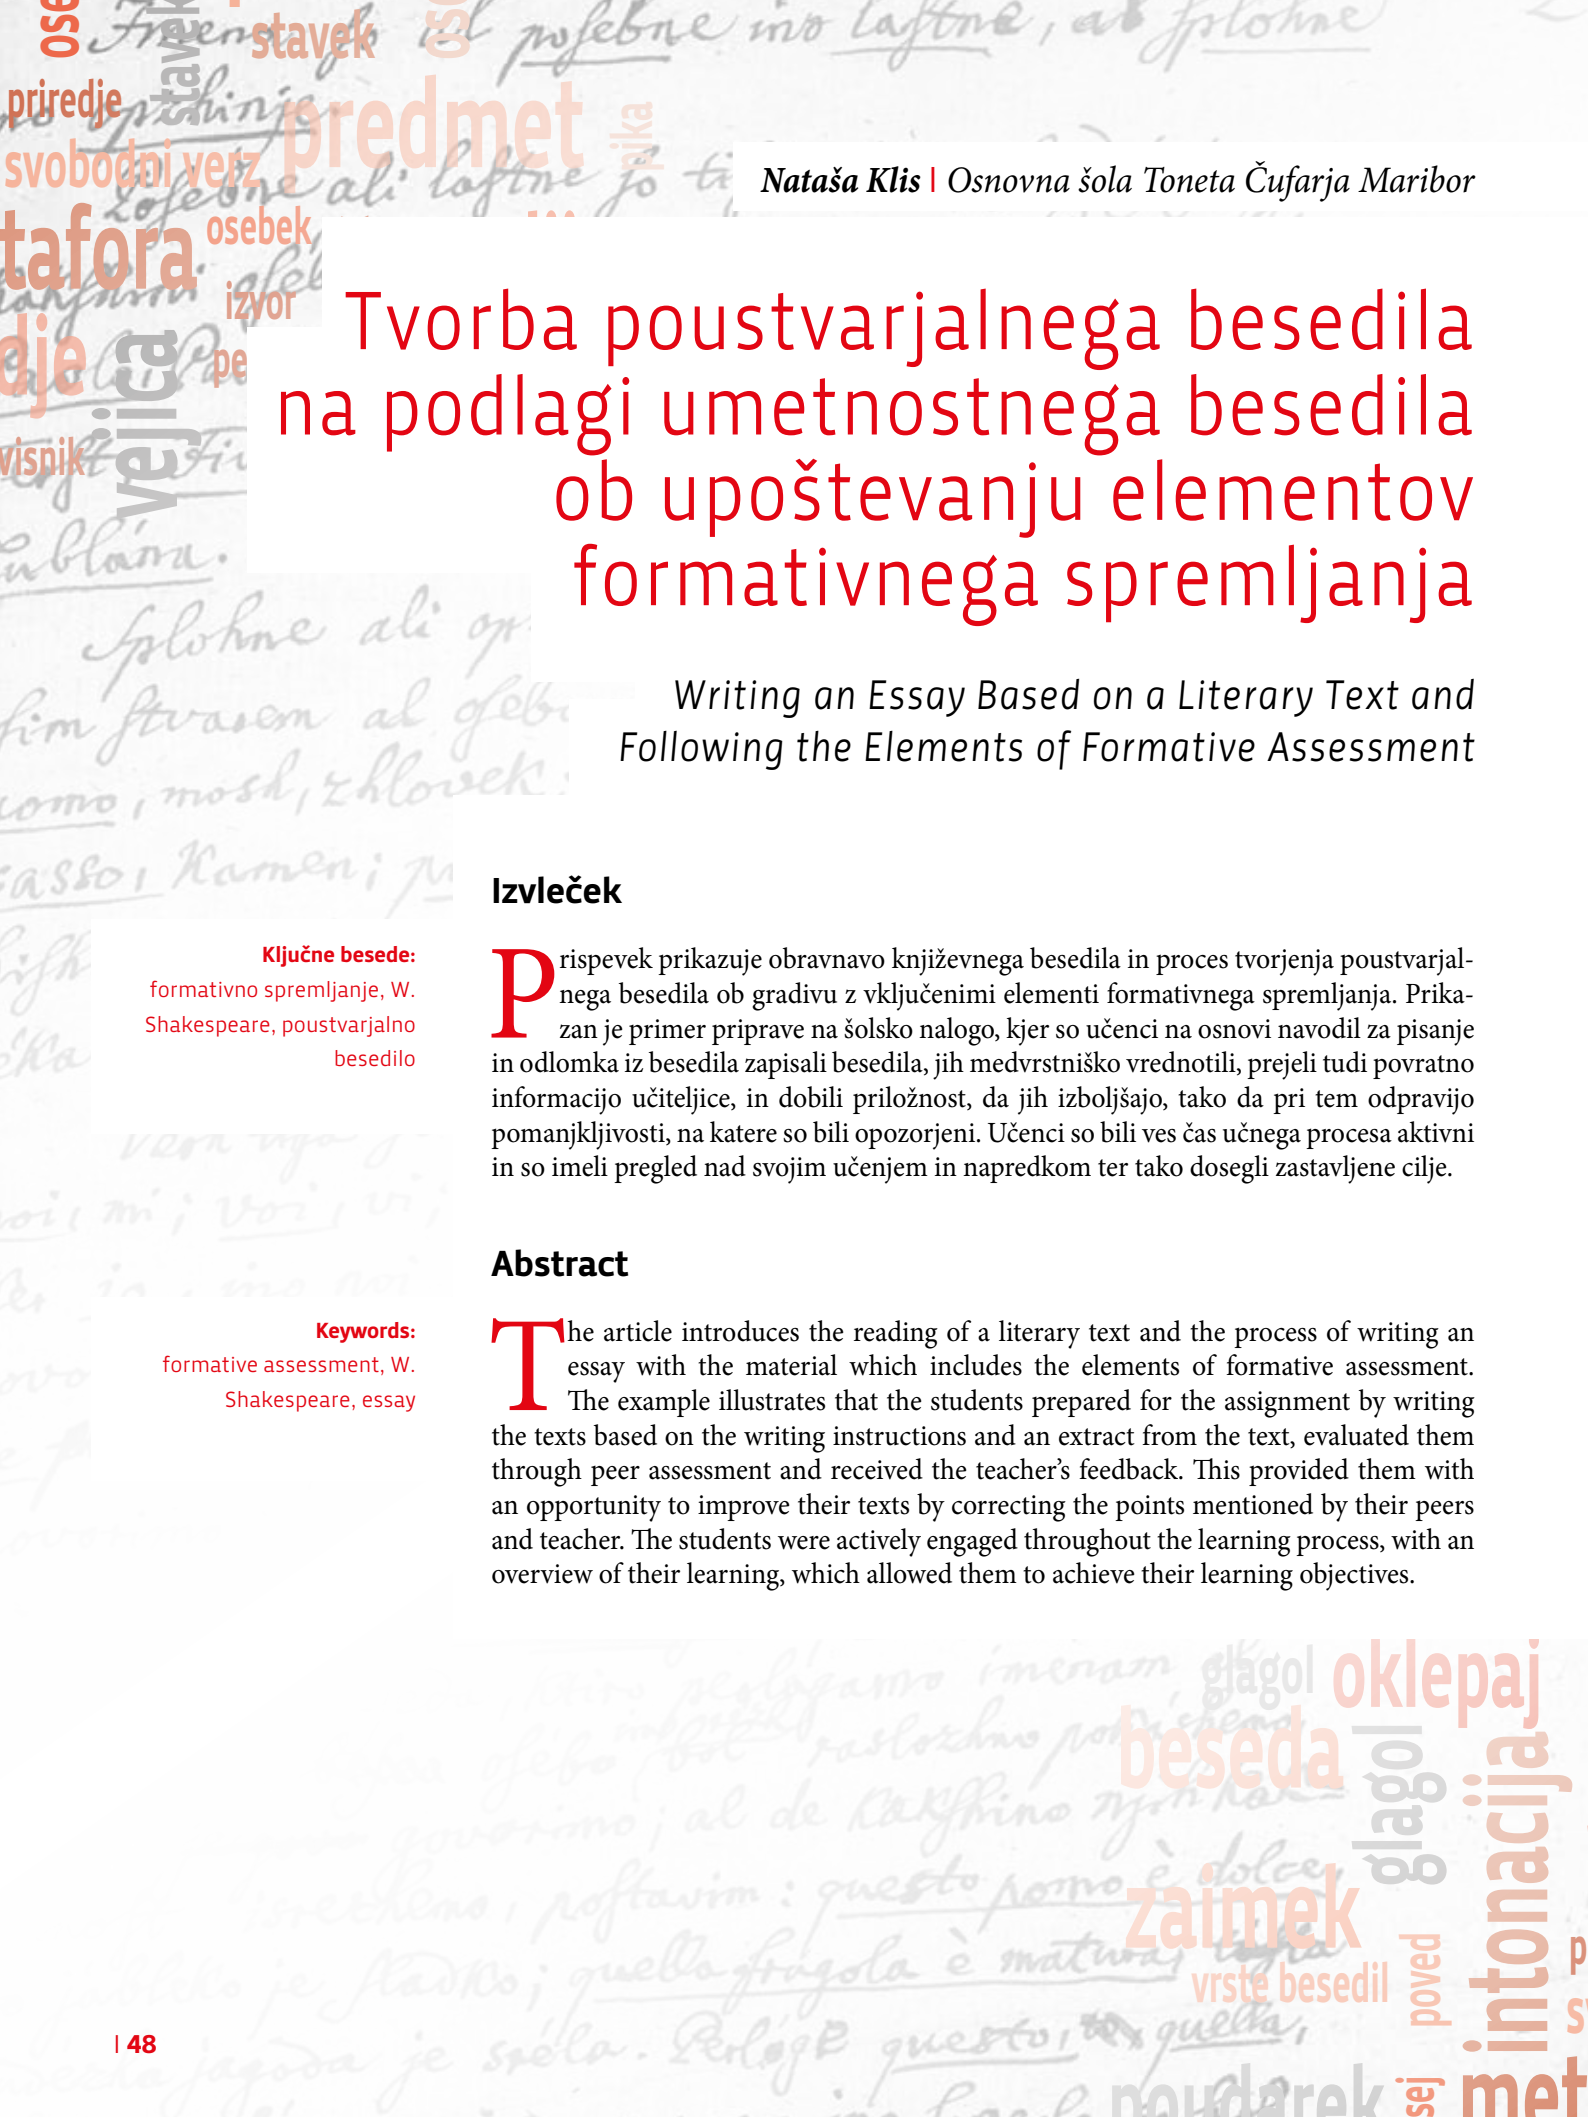 Nataša Klis | Osnovna šola Toneta Čufarja Maribor
Tvorba poustvarjalnega besedila
na podlagi umetnostnega besedila
ob upoštevanju elementov
formativnega spremljanja
Writing an Essay Based on a Literary Text and
Following the Elements of Formative Assessment
Izvleček
Ključne besede:
formativno spremljanje, W.
Shakespeare, poustvarjalno
besedilo
Prispevek prikazuje obravnavo književnega besedila in proces tvorjenja poustvarjal-
nega besedila ob gradivu z vključenimi elementi formativnega spremljanja. Prika-
zan je primer priprave na šolsko nalogo, kjer so učenci na osnovi navodil za pisanje
in odlomka iz besedila zapisali besedila, jih medvrstniško vrednotili, prejeli tudi povratno
informacijo učiteljice, in dobili priložnost, da jih izboljšajo, tako da pri tem odpravijo
pomanjkljivosti, na katere so bili opozorjeni. Učenci so bili ves čas učnega procesa aktivni
in so imeli pregled nad svojim učenjem in napredkom ter tako dosegli zastavljene cilje.
Abstract
Keywords:
formative assessment, W.
Shakespeare, essay
The article introduces the reading of a literary text and the process of writing an
essay with the material which includes the elements of formative assessment.
The example illustrates that the students prepared for the assignment by writing
the texts based on the writing instructions and an extract from the text, evaluated them
through peer assessment and received the teacher's feedback. This provided them with
an opportunity to improve their texts by correcting the points mentioned by their peers
and teacher. The students were actively engaged throughout the learning process, with an
overview of their learning, which allowed them to achieve their learning objectives.
| 48
stavek
stavek
priredje
predmet
pika
svobodni verz
tafora
osebek
izvor
vejica
glagol
oklepaj
beseda
glagol
intonacija
zaimek
vrste besedil
poved
poudarek